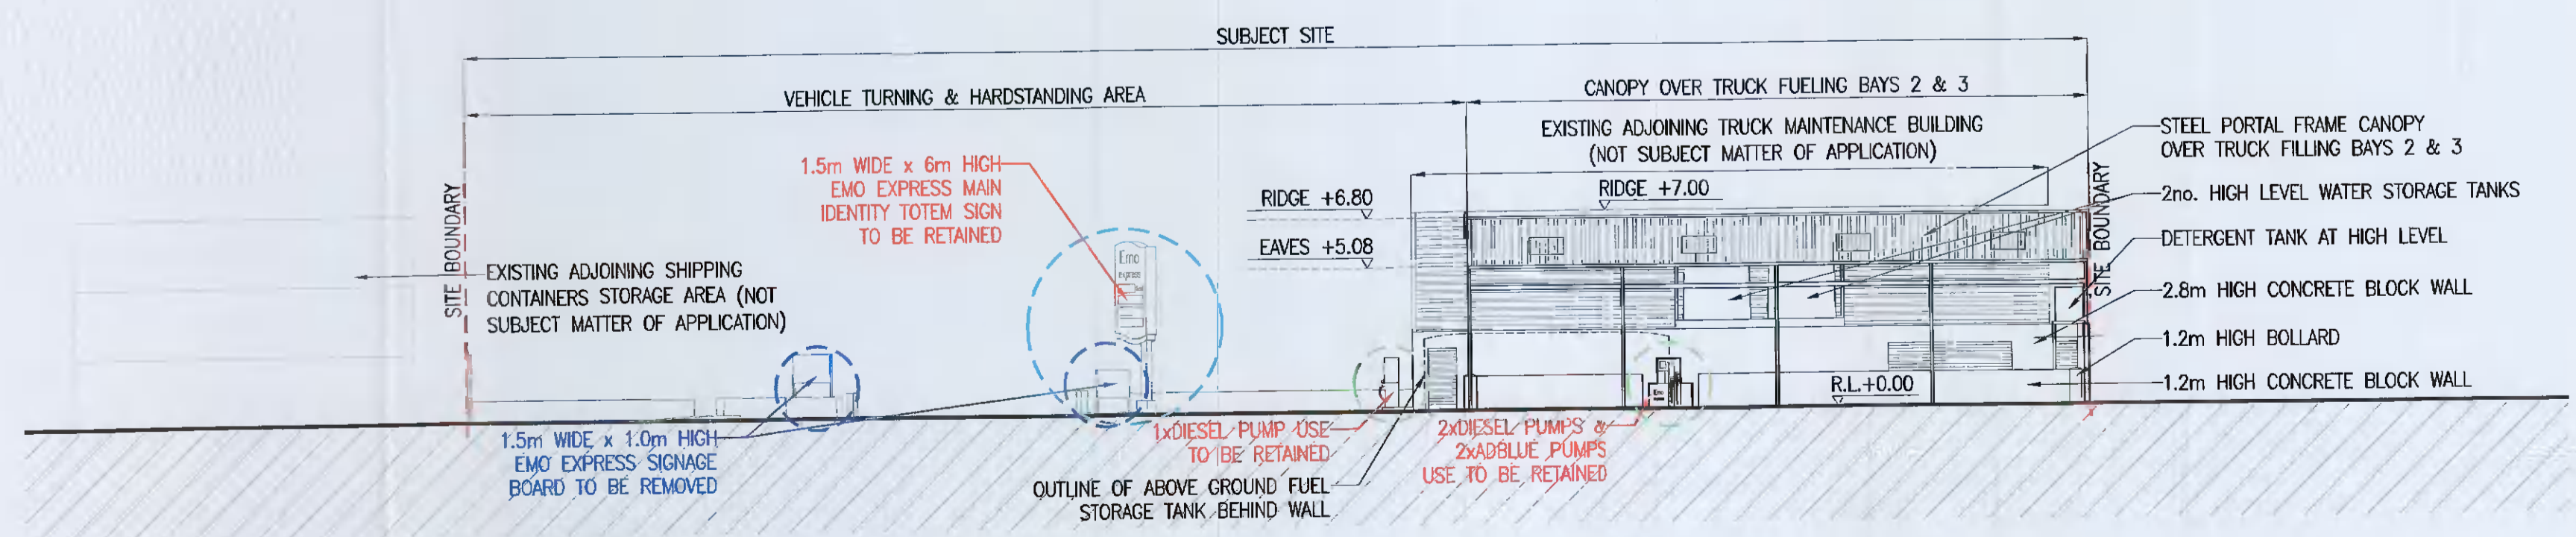 SUBJECT SITE
VEHICLE TURNING & HARDSTANDING AREA
CANOPY OVER TRUCK FUELING BAYS 2 & 3
EXISTING ADJOINING TRUCK MAINTENANCE BUILDING
(NOT SUBJECT MATTER OF APPLICATION)
STEEL PORTAL FRAME CANOPY
OVER TRUCK FILLING BAYS 2 & 3
1.5m WIDE x 6m HIGH
EMO EXPRESS MAIN
IDENTITY TOTEM SIGN
TO BE RETAINED
RIDGE +6.80
RIDGE +7.00
EAVES +5.08
2no. HIGH LEVEL WATER STORAGE TANKS
DETERGENT TANK AT HIGH LEVEL
2.8m HIGH CONCRETE BLOCK WALL
1.2m HIGH BOLLARD
1.2m HIGH CONCRETE BLOCK WALL
SITE BOUNDARY
SITE BOUNDARY
EXISTING ADJOINING SHIPPING
CONTAINERS STORAGE AREA (NOT
SUBJECT MATTER OF APPLICATION)
Emo
express
R.L.+0.00
Emo
1.5m WIDE x 1.0m HIGH
EMO EXPRESS SIGNAGE
BOARD TO BE REMOVED
1xDIESEL PUMP USE
TO BE RETAINED
OUTLINE OF ABOVE GROUND FUEL
STORAGE TANK BEHIND WALL
2xDIESEL PUMPS &
2xADBLUE PUMPS
USE TO BE RETAINED